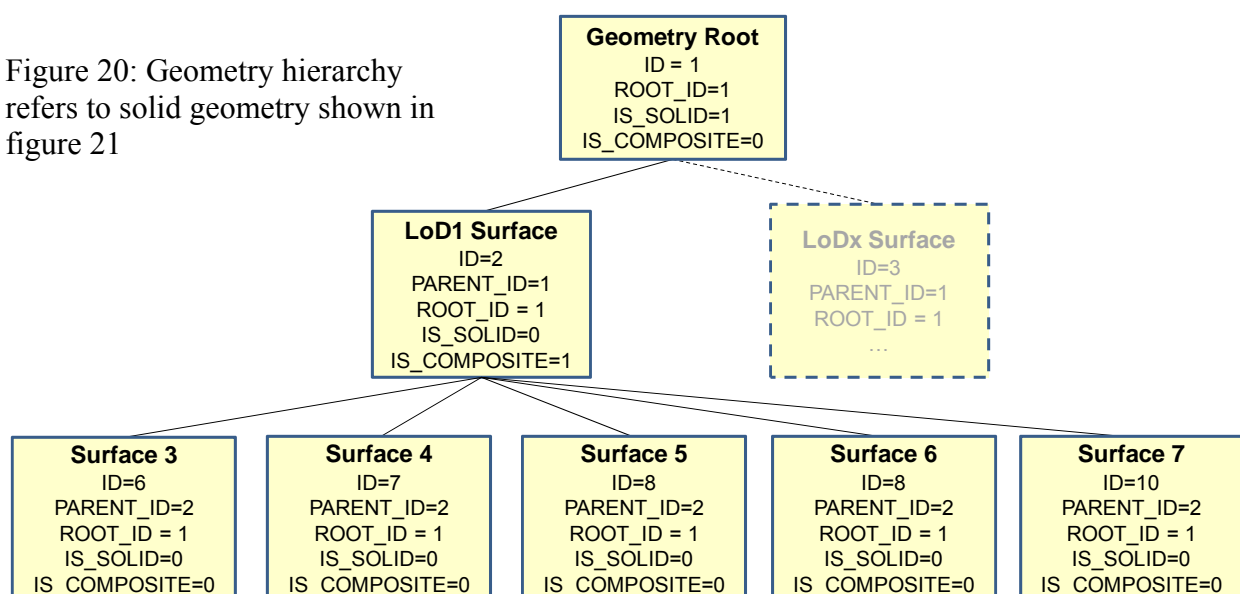 Figure 20: Geometry hierarchy
refers to solid geometry shown in
figure 21
Geometry Root
ID = 1
ROOT_ID=1
IS_SOLID=1
IS_COMPOSITE=0
LoD1 Surface
ID=2
PARENT_ID=1
ROOT_ID = 1
IS_SOLID=0
IS_COMPOSITE=1
LoDx Surface
ID=3
PARENT_ID=1
ROOT_ID = 1
…
Surface 3
ID=6
PARENT_ID=2
ROOT_ID = 1
IS_SOLID=0
IS_COMPOSITE=0
Surface 4
ID=7
PARENT_ID=2
ROOT_ID = 1
IS_SOLID=0
IS_COMPOSITE=0
Surface 5
ID=8
PARENT_ID=2
ROOT_ID = 1
IS_SOLID=0
IS_COMPOSITE=0
Surface 6
ID=8
PARENT_ID=2
ROOT_ID = 1
IS_SOLID=0
IS_COMPOSITE=0
Surface 7
ID=10
PARENT_ID=2
ROOT_ID = 1
IS_SOLID=0
IS_COMPOSITE=0